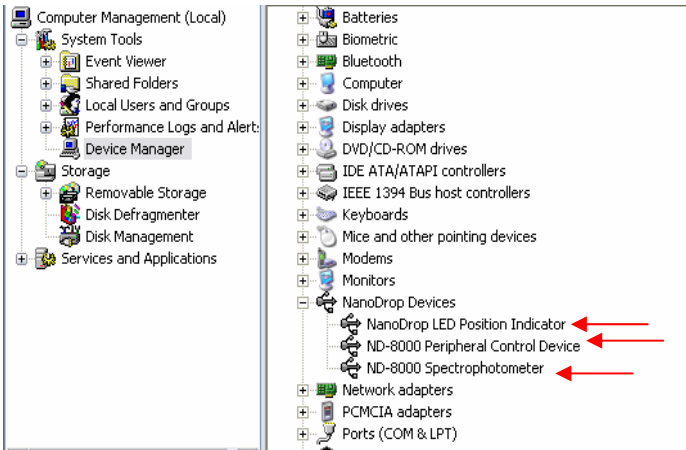 Computer Management (Local)
System Tools
Event Viewer
Shared Folders
Local Users and Groups
Performance Logs and Alert:
Device Manager
Storage
Removable Storage
Disk Defragmenter
Disk Management
Services and Applications
Batteries
Biometric
Bluetooth
Computer
Disk drives
Display adapters
DVD/CD-ROM drives
IDE ATA/ATAPI controllers
IEEE 1394 Bus host controllers
Keyboards
Mice and other pointing devices
Modems
Monitors
NanoDrop Devices
NanoDrop LED Position Indicator
ND-8000 Peripheral Control Device
ND-8000 Spectrophotometer
Network adapters
PCMCIA adapters
Ports (COM & LPT)